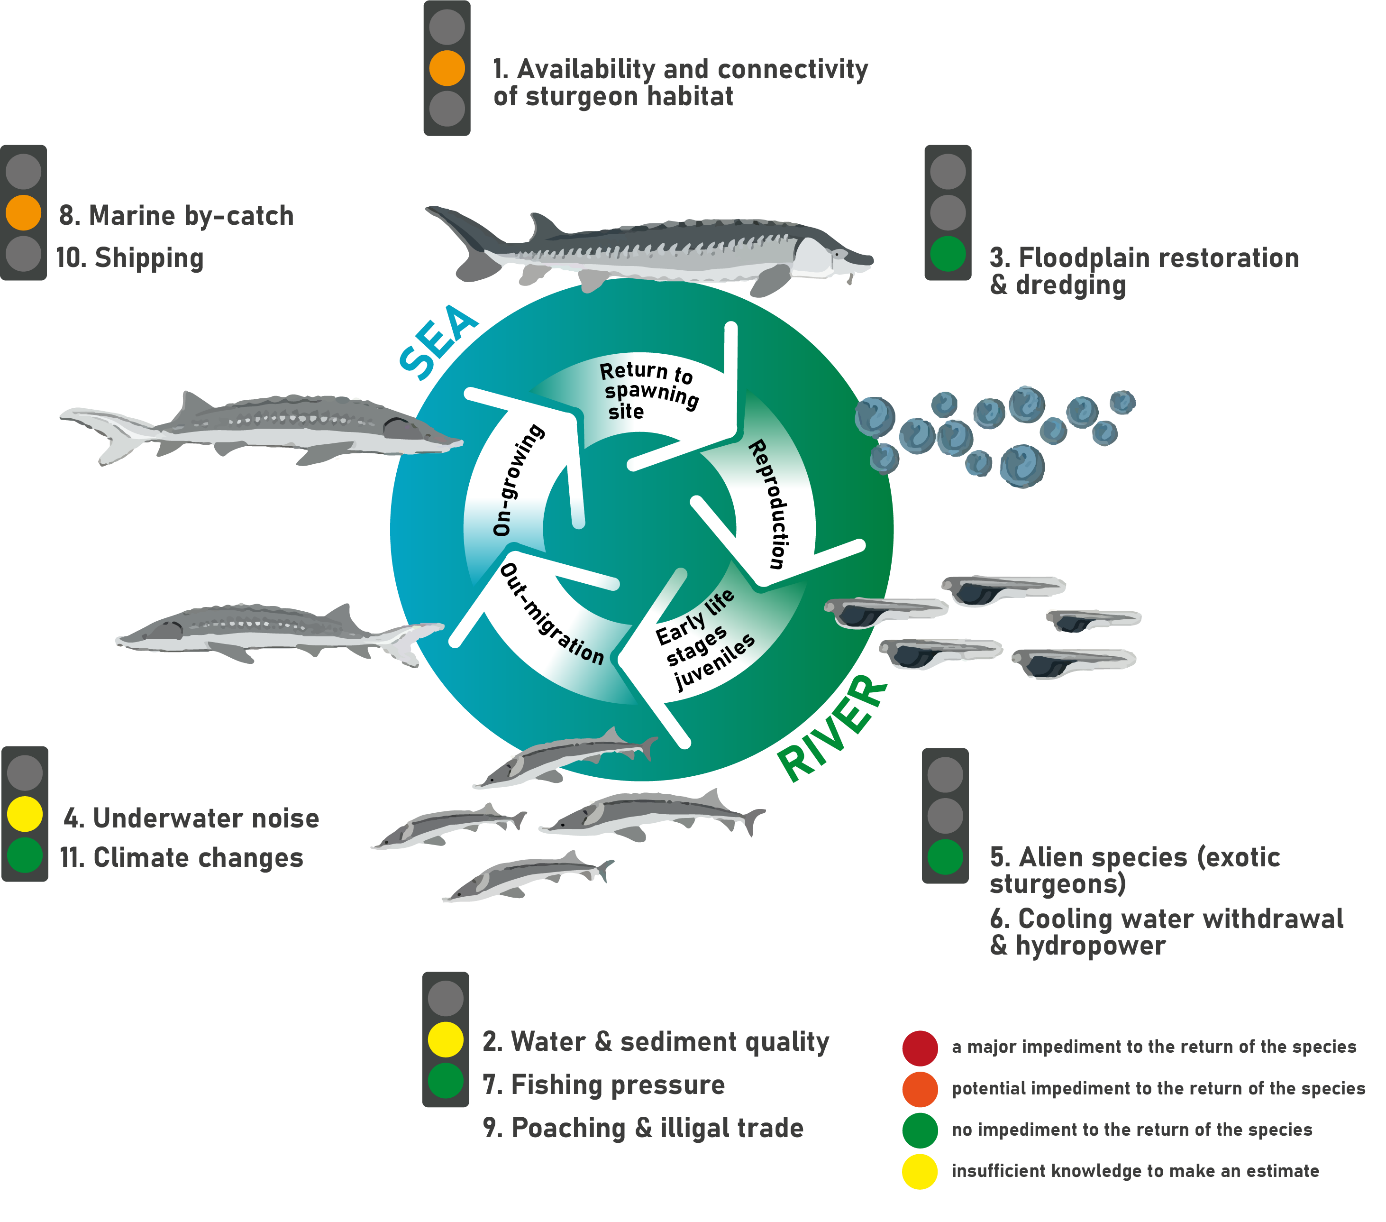 1. Availability and connectivity
of sturgeon habitat
8. Marine by-catch
10. Shipping
3. Floodplain restoration
& dredging
SEA
Return to
spawning
site
Reproduction
On-growing
Out-migration
Early life
stages
juveniles
RIVER
4. Underwater noise
11. Climate changes
5. Alien species (exotic
sturgeons)
6. Cooling water withdrawal
& hydropower
2. Water & sediment quality
7. Fishing pressure
9. Poaching & illigal trade
a major impediment to the return of the species
potential impediment to the return of the species
no impediment to the return of the species
insufficient knowledge to make an estimate